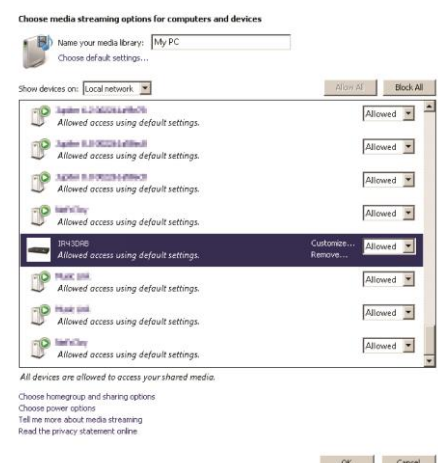 Choose media streaming options for computers and devices
Name your media library: My PC
Choose default settings...
Show devices on: Local network
Allow All
Block All
Allowed access using default settings.
Allowed
Allowed access using default settings.
Allowed
Allowed access using default settings.
Allowed
Allowed access using default settings.
Allowed
IR43DAB
Allowed access using default settings.
Customize...
Remove...
Allowed
Allowed access using default settings.
Allowed
Allowed access using default settings.
Allowed
Allowed access using default settings.
Allowed
All devices are allowed to access your shared media.
Choose homegroup and sharing options
Choose power options
Tell me more about media streaming
Read the privacy statement online
OK
Cancel